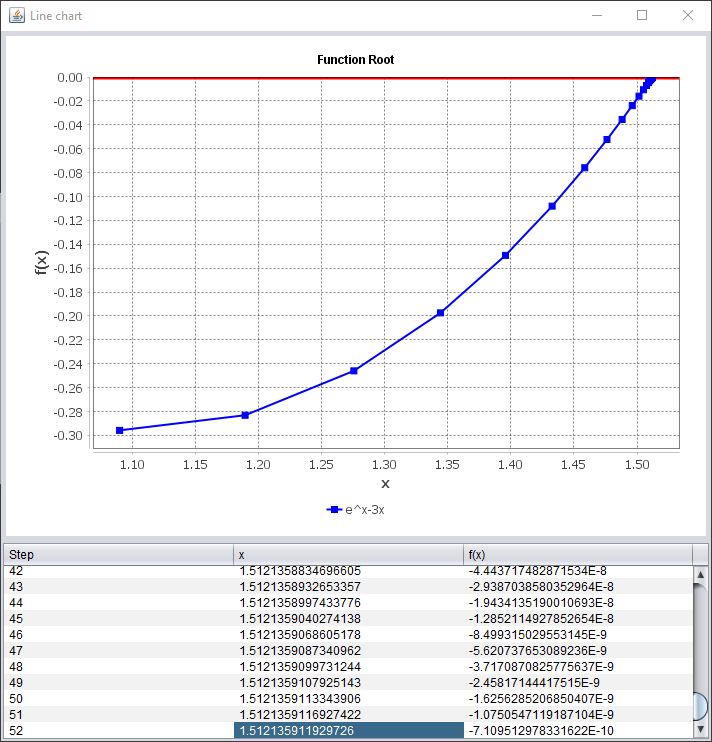 Line chart
Function Root
0.00
-0.02
-0.04
-0.06
-0.08
-0.10
-0.12
-0.14
-0.16
-0.18
-0.20
-0.22
-0.24
-0.26
-0.28
-0.30
f(x)
1.10 1.15 1.20 1.25 1.30 1.35 1.40 1.45 1.50
x
e^x-3x
Step x f(x)
42 1.5121358834696605 -4.443717482871534E-8
43 1.5121358932653357 -2.9387038580352964E-8
44 1.5121358997433776 -1.9434135190010693E-8
45 1.5121359040274138 -1.2852114927852654E-8
46 1.5121359068605178 -8.499315029553145E-9
47 1.5121359087340962 -5.620737653089236E-9
48 1.5121359099731244 -3.7170870825775637E-9
49 1.5121359107925143 -2.45817144417515E-9
50 1.5121359113343906 -1.6256285206850407E-9
51 1.5121359116927422 -1.0750547119187104E-9
52 1.512135911929726 -7.109512978331622E-10